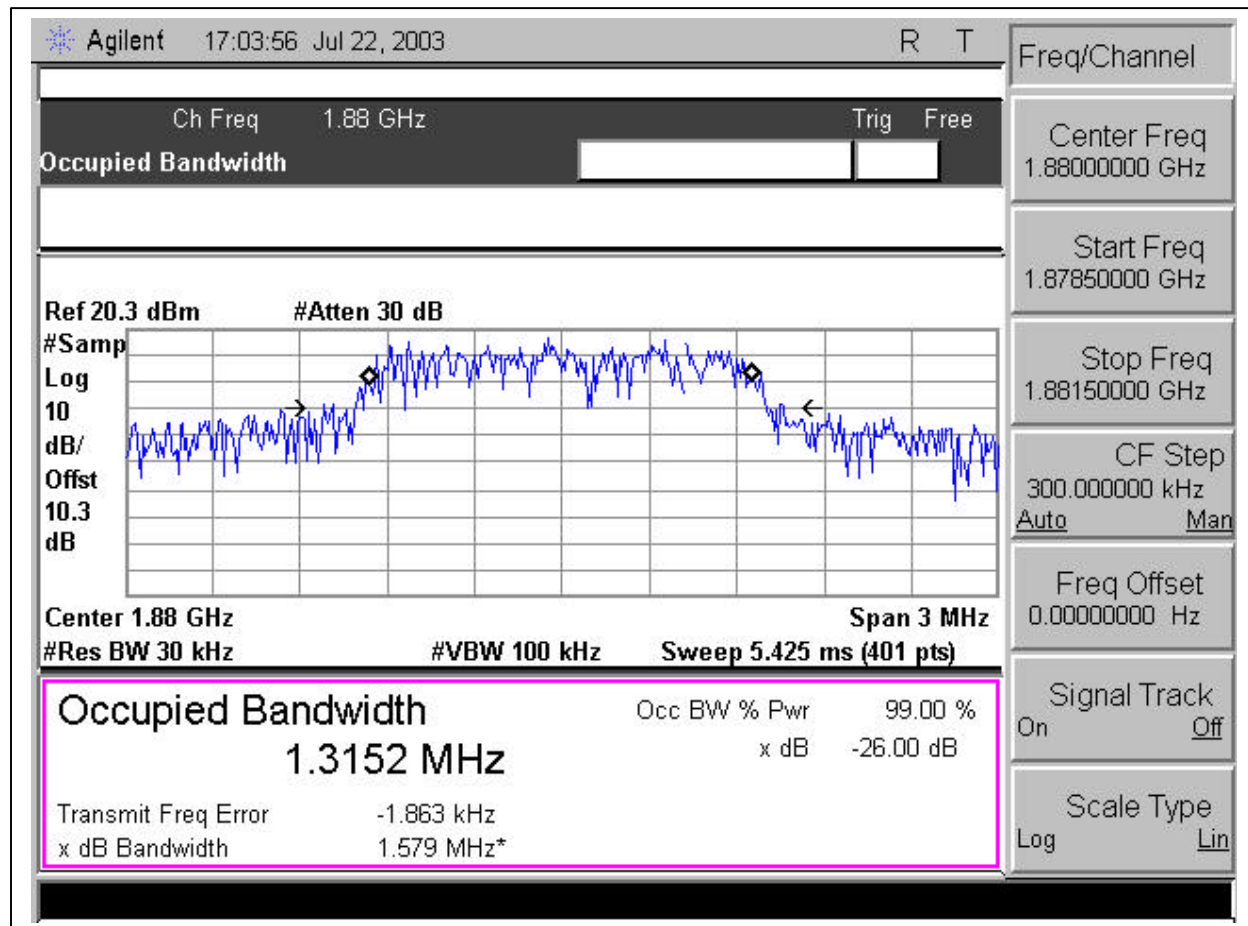 Agilent 17:03:56 Jul 22, 2003 R T
Ch Freq 1.88 GHz Trig Free
Occupied Bandwidth
Ref 20.3 dBm #Atten 30 dB
#Samp
Log
10
dB/
Offst
10.3
dB
Center 1.88 GHz Span 3 MHz
#Res BW 30 kHz #VBW 100 kHz Sweep 5.425 ms (401 pts)
Occupied Bandwidth Occ BW % Pwr 99.00 %
1.3152 MHz x dB -26.00 dB
Transmit Freq Error -1.863 kHz
x dB Bandwidth 1.579 MHz*
Freq/Channel
Center Freq
1.88000000 GHz
Start Freq
1.87850000 GHz
Stop Freq
1.88150000 GHz
CF Step
300.000000 kHz
Auto Man
Freq Offset
0.00000000 Hz
Signal Track
On Off
Scale Type
Log Lin